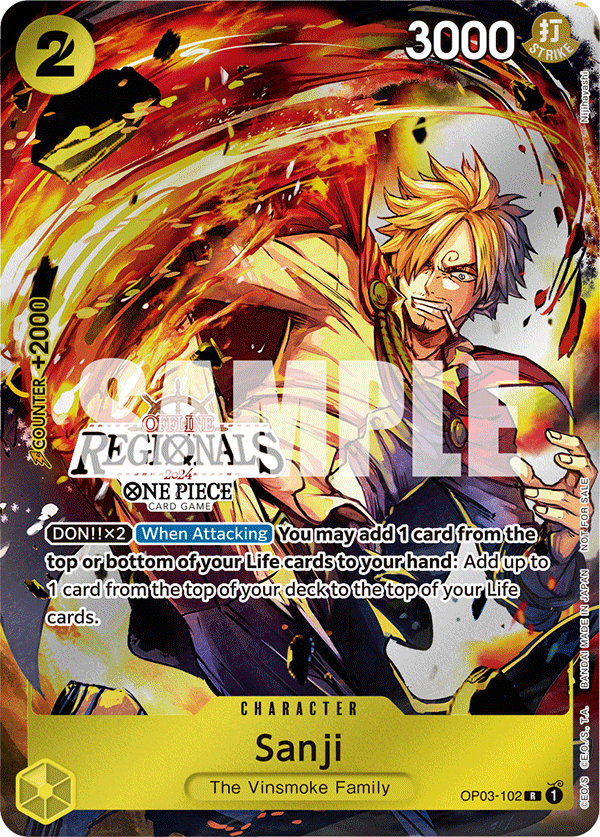 2
3000
打
STRIKE
Nijihayashi
COUNTER +2000
SAMPLE
OFFLINE
REGIONALS
2024
ONE PIECE
CARD GAME
DON!!×2 When Attacking You may add 1 card from the
top or bottom of your Life cards to your hand: Add up to
1 card from the top of your deck to the top of your Life
cards.
©EO/S ©E.O./S., T.A. BANDAI MADE IN JAPAN NOT FOR SALE
CHARACTER
Sanji
The Vinsmoke Family
OP03-102 R 1